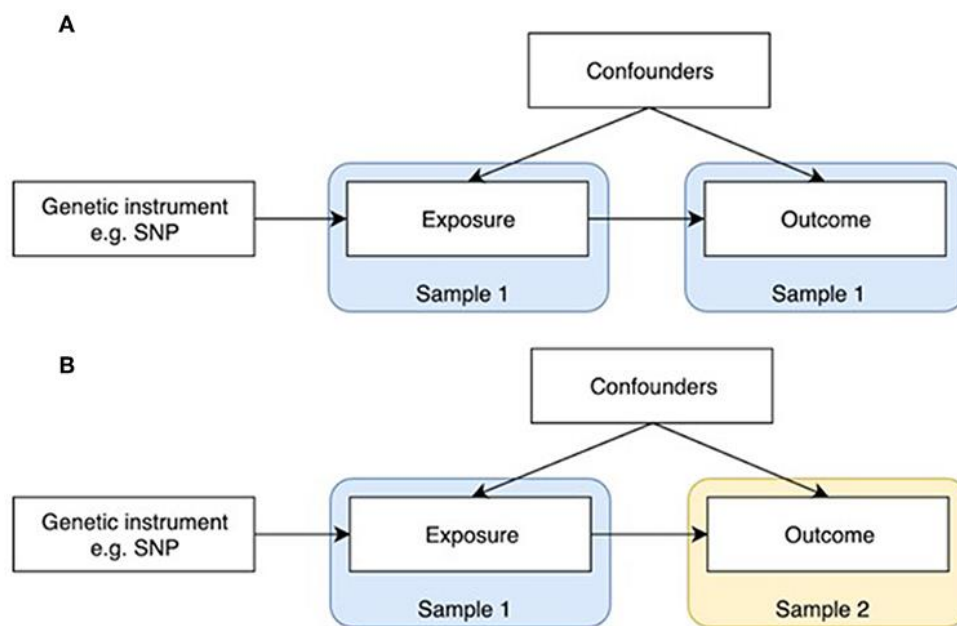 A
Confounders
Genetic instrument
e.g. SNP
Exposure
Outcome
Sample 1
Sample 1
B
Confounders
Genetic instrument
e.g. SNP
Exposure
Outcome
Sample 1
Sample 2